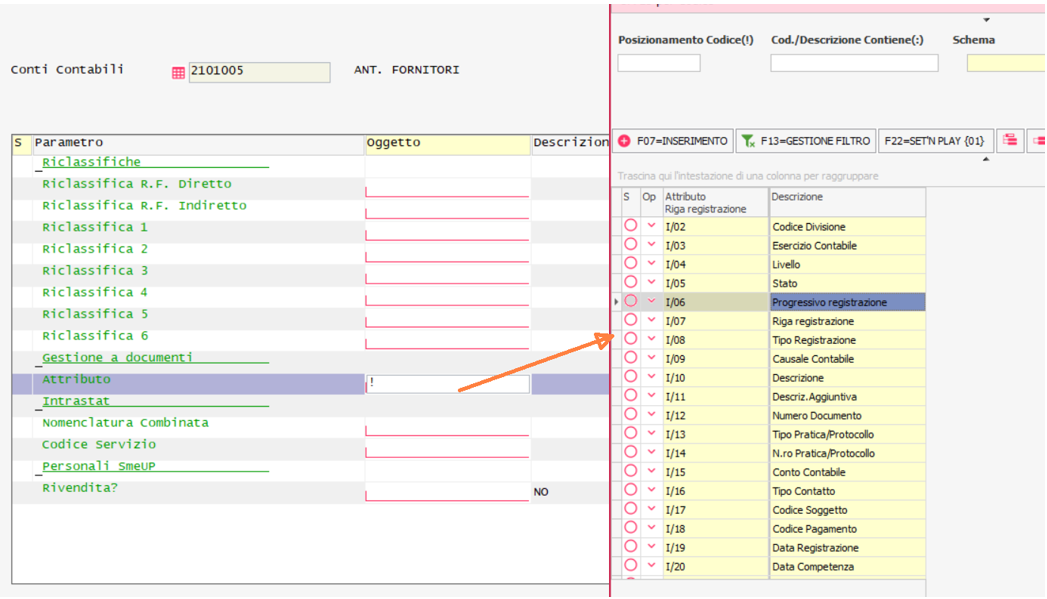 Conti Contabili 2101005 ANT. FORNITORI
S Parametro Oggetto Descrizion
Riclassifiche
Riclassifica R.F. Diretto
Riclassifica R.F. Indiretto
Riclassifica 1
Riclassifica 2
Riclassifica 3
Riclassifica 4
Riclassifica 5
Riclassifica 6
Gestione a documenti
Attributo !
Intrastat
Nomenclatura Combinata
Codice Servizio
Personali SmeUP
Rivendita? NO
Posizionamento Codice(!) Cod./Descrizione Contiene(:) Schema
F07=INSERIMENTO F13=GESTIONE FILTRO F22=SET'N PLAY {01}
Trascina qui l'intestazione di una colonna per raggruppare
S Op Attributo Descrizione
Riga registrazione
I/02 Codice Divisione
I/03 Esercizio Contabile
I/04 Livello
I/05 Stato
I/06 Progressivo registrazione
I/07 Riga registrazione
I/08 Tipo Registrazione
I/09 Causale Contabile
I/10 Descrizione
I/11 Descriz.Aggiuntiva
I/12 Numero Documento
I/13 Tipo Pratica/Protocollo
I/14 N.ro Pratica/Protocollo
I/15 Conto Contabile
I/16 Tipo Contatto
I/17 Codice Soggetto
I/18 Codice Pagamento
I/19 Data Registrazione
I/20 Data Competenza